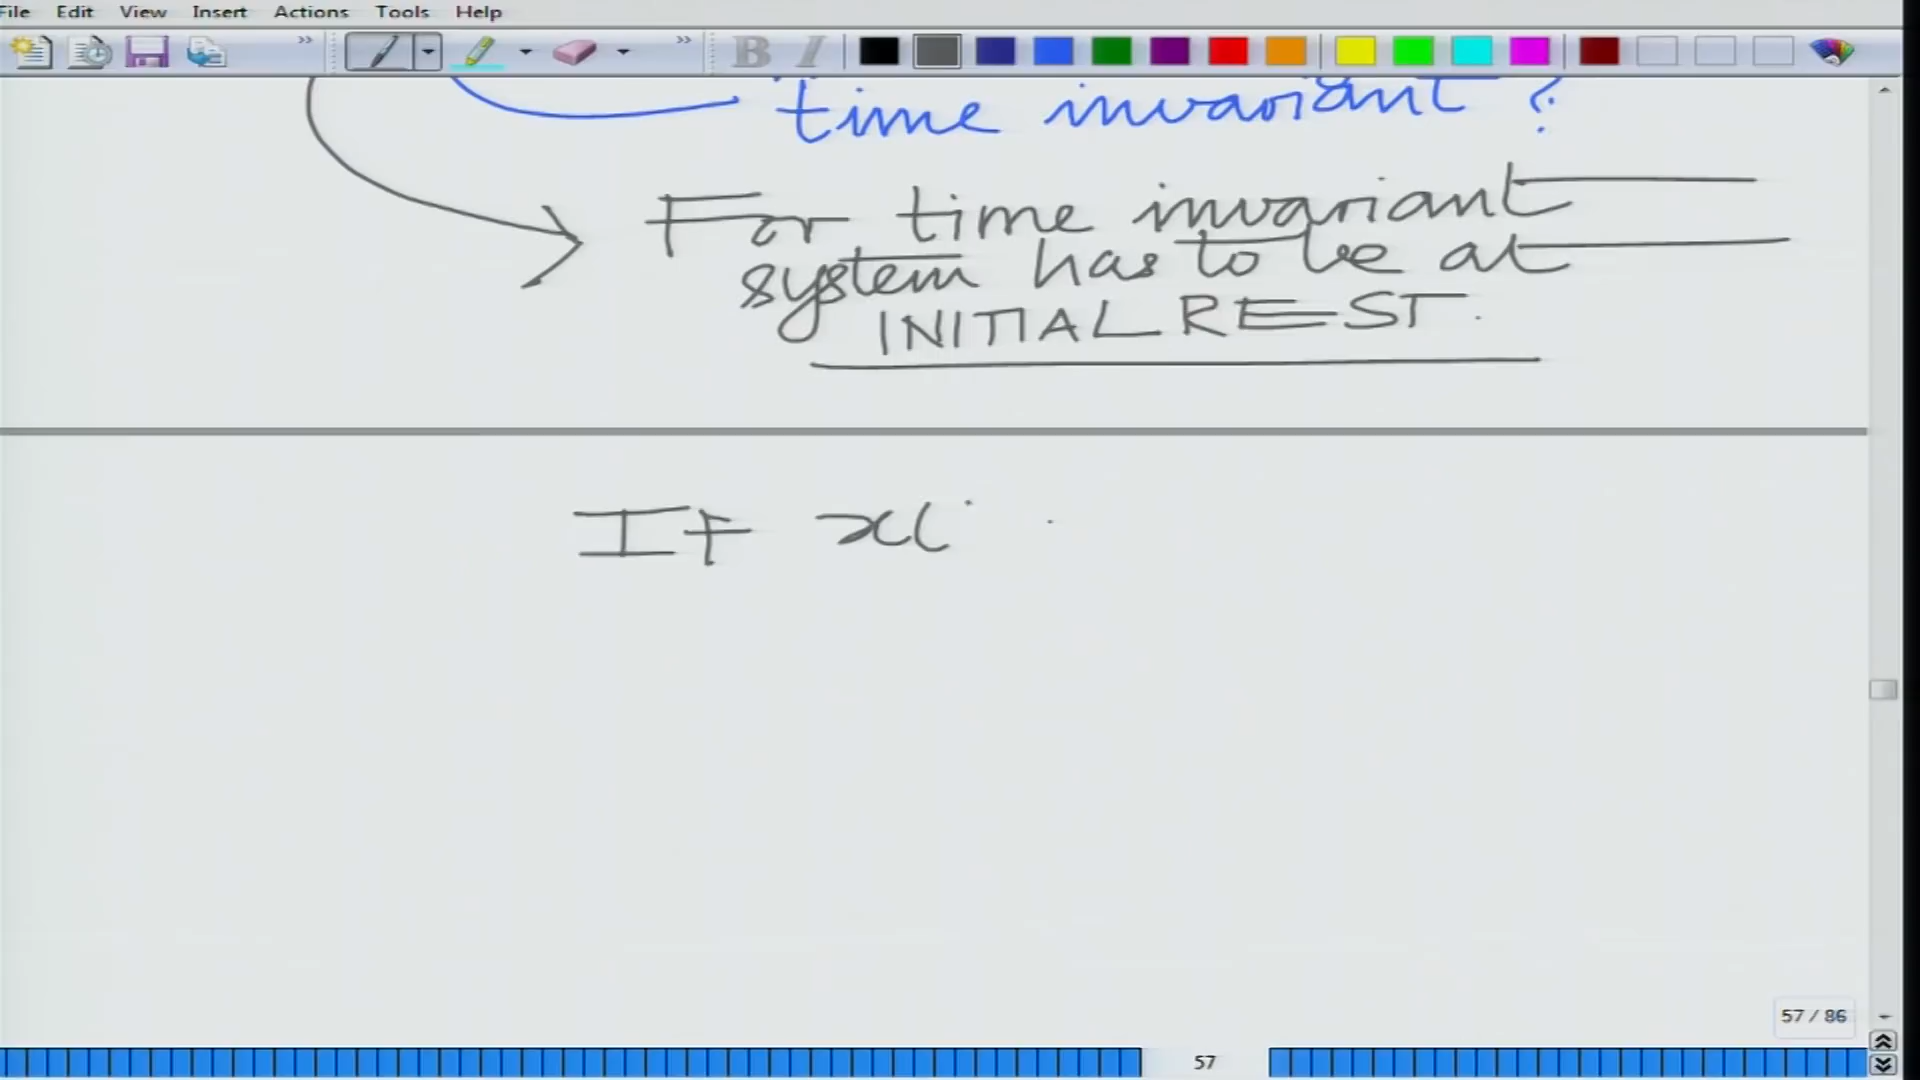 File Edit View Insert Actions Tools Help
B I
time invariant ?
For time invariant
system has to be at
INITIAL REST.
If x(
57 / 86
57